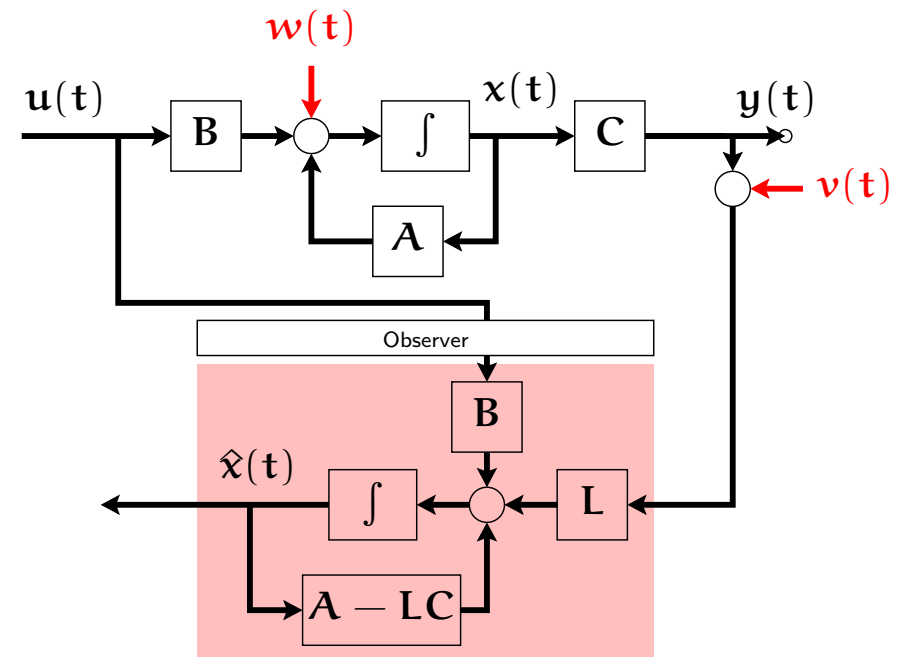 w(t)
u(t)
x(t)
y(t)
B
∫
C
v(t)
A
Observer
B
x̂(t)
∫
L
A − LC